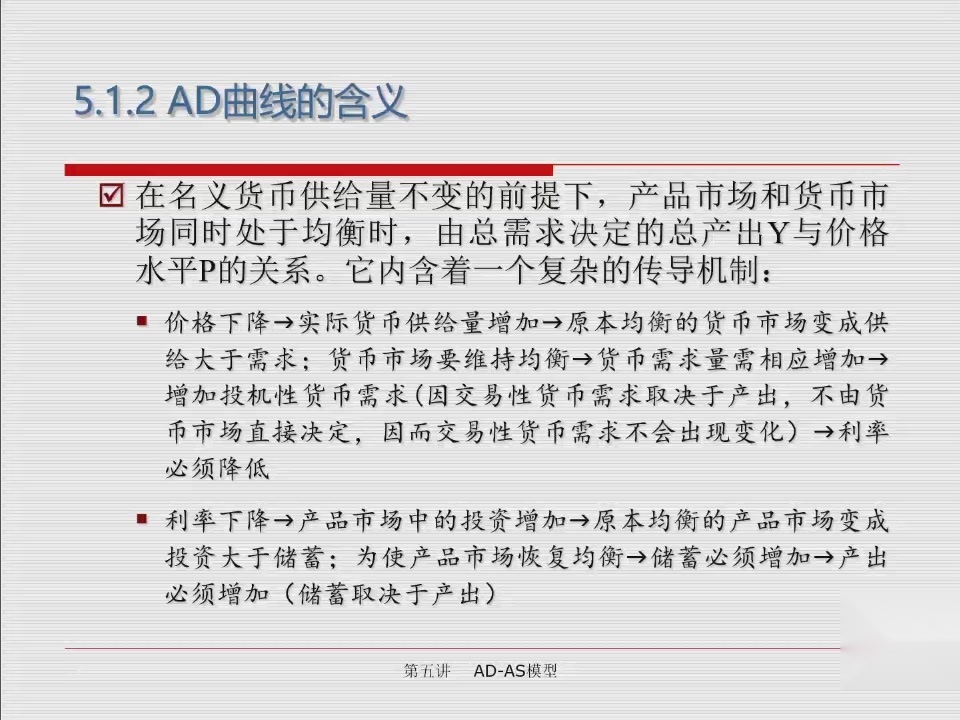 5.1.2 AD曲线的含义
在名义货币供给量不变的前提下，产品市场和货币市
场同时处于均衡时，由总需求决定的总产出Y与价格
水平P的关系。它内含着一个复杂的传导机制：
价格下降→实际货币供给量增加→原本均衡的货币市场变成供
给大于需求；货币市场要维持均衡→货币需求量需相应增加→
增加投机性货币需求(因交易性货币需求取决于产出，不由货
币市场直接决定，因而交易性货币需求不会出现变化）→利率
必须降低
利率下降→产品市场中的投资增加→原本均衡的产品市场变成
投资大于储蓄；为使产品市场恢复均衡→储蓄必须增加→产出
必须增加（储蓄取决于产出）
第五讲 AD-AS模型